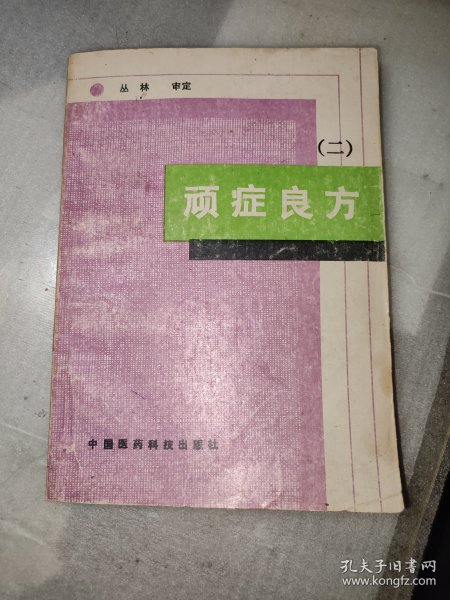 丛林 审定
（二）
顽症良方
中国医药科技出版社
孔夫子旧书网
www.kongfz.com